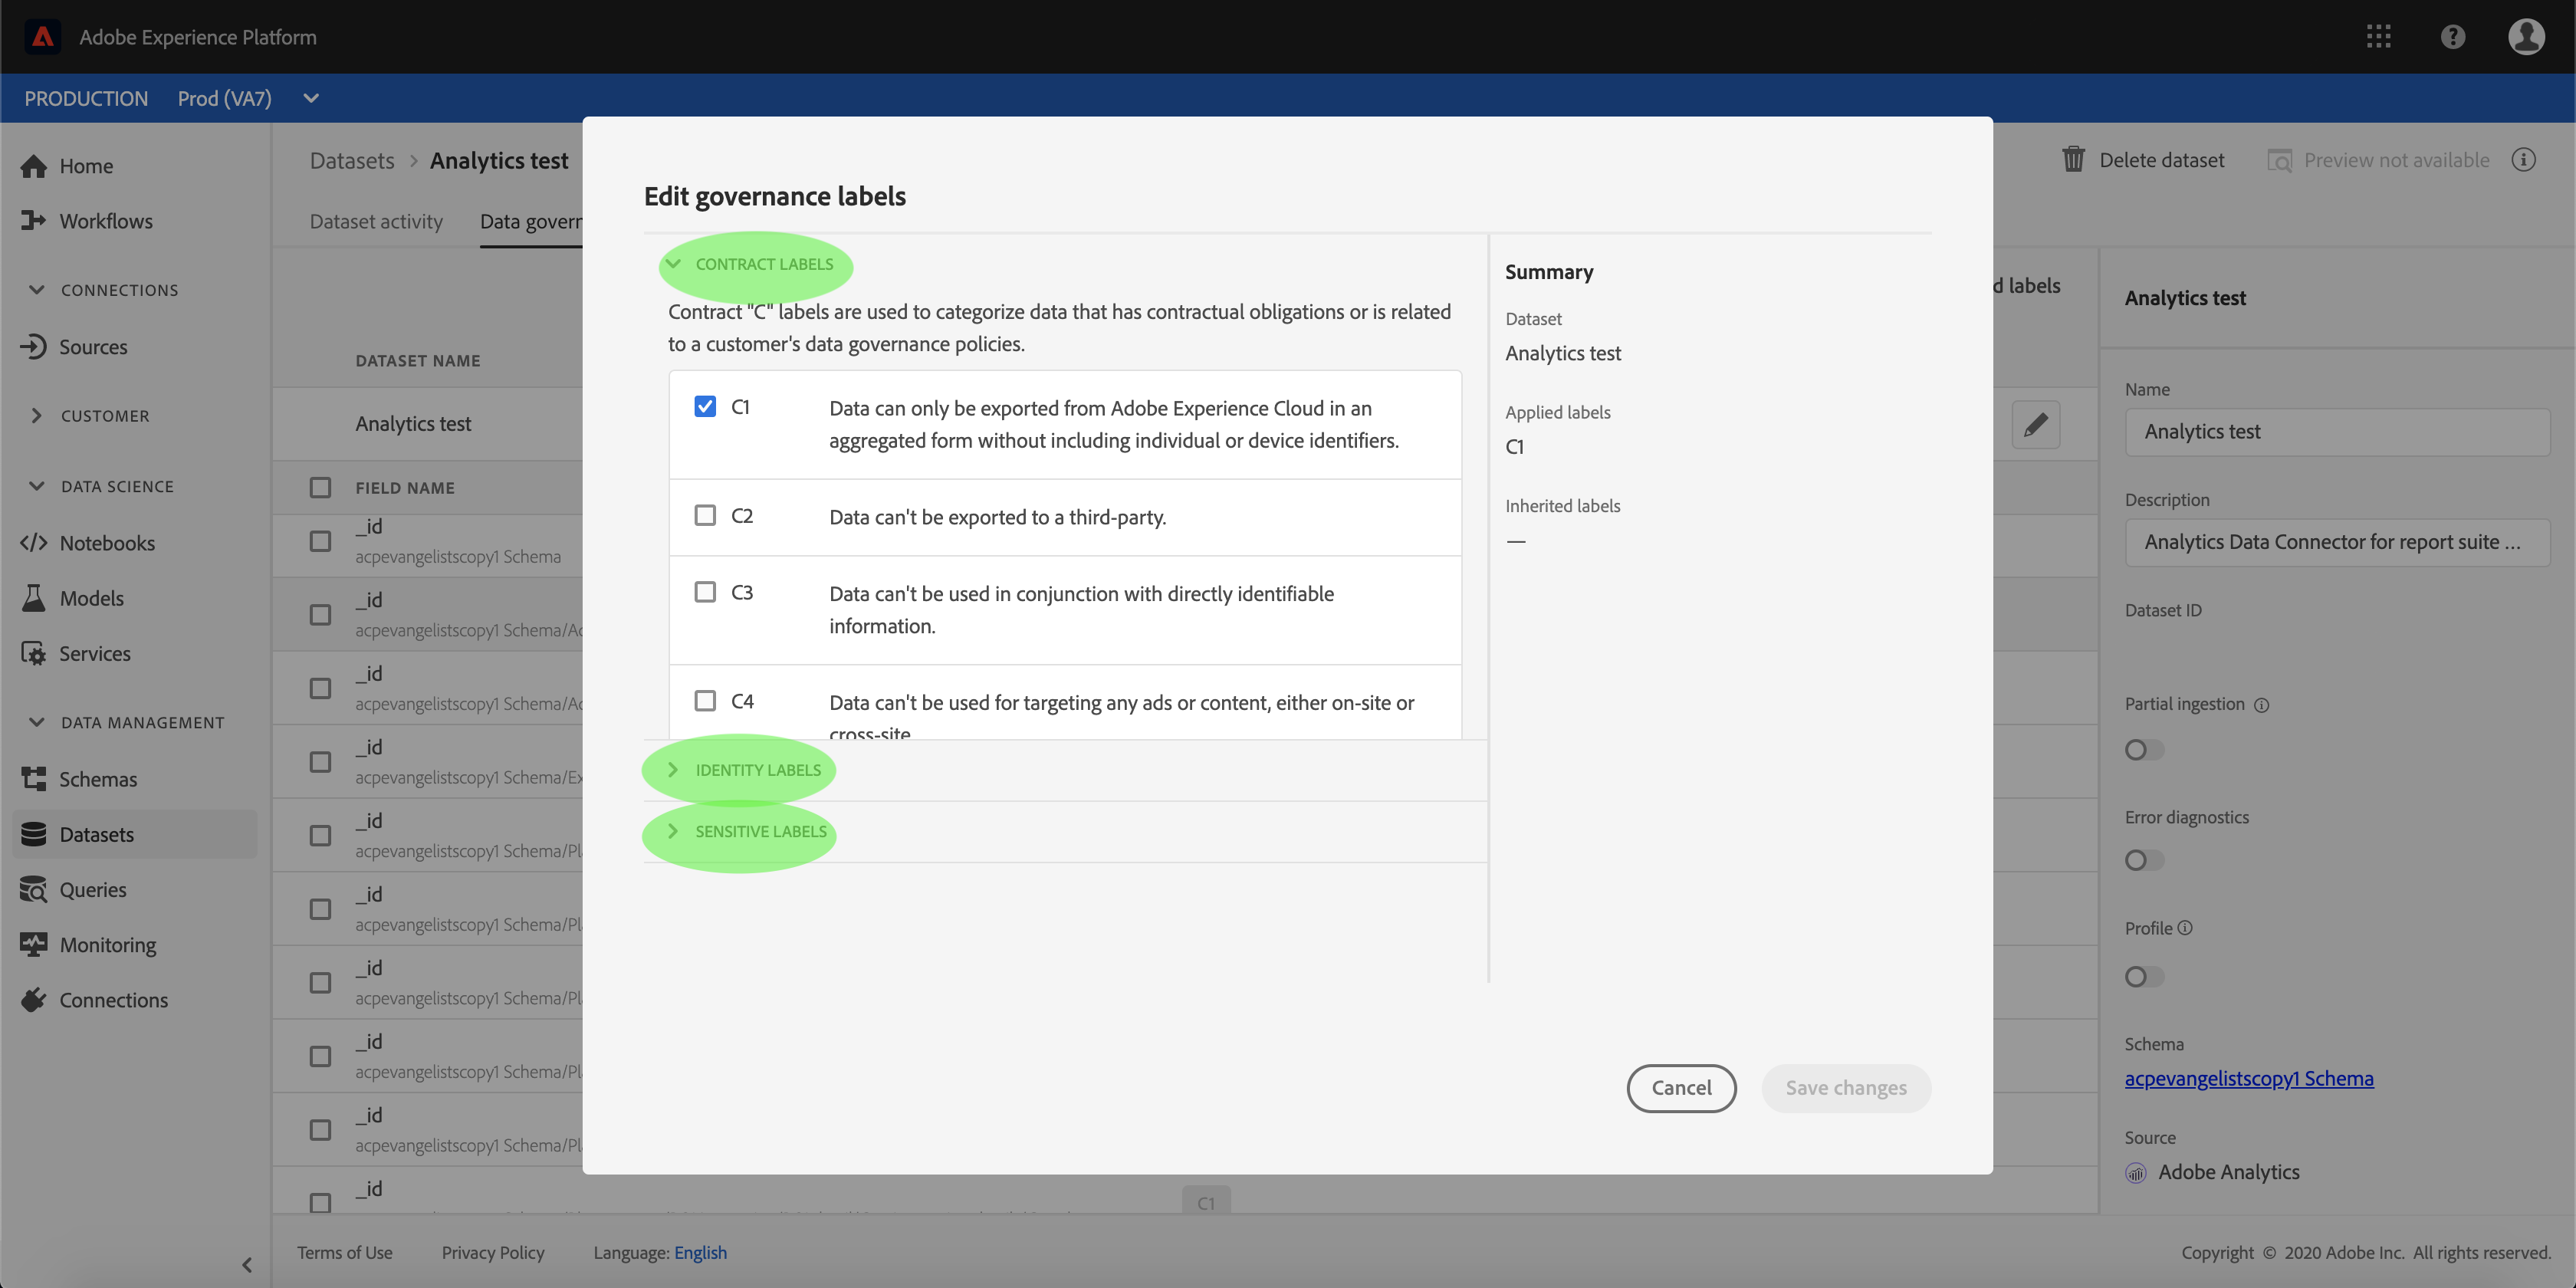 Adobe Experience Platform
PRODUCTION Prod (VA7)
Home
Workflows
CONNECTIONS
Sources
CUSTOMER
DATA SCIENCE
Notebooks
Models
Services
DATA MANAGEMENT
Schemas
Datasets
Queries
Monitoring
Connections
Datasets > Analytics test
Delete dataset
Preview not available
Dataset activity
Data govern
DATASET NAME
Analytics test
FIELD NAME
_id
acpevangelistscopy1 Schema
_id
acpevangelistscopy1 Schema/Ac
_id
acpevangelistscopy1 Schema/Ac
_id
acpevangelistscopy1 Schema/Ex
_id
acpevangelistscopy1 Schema/Pl
_id
acpevangelistscopy1 Schema/Pl
_id
acpevangelistscopy1 Schema/Pl
_id
acpevangelistscopy1 Schema/Pl
_id
acpevangelistscopy1 Schema/Pl
_id
C1
Edit governance labels
CONTRACT LABELS
Contract "C" labels are used to categorize data that has contractual obligations or is related
to a customer's data governance policies.
C1 Data can only be exported from Adobe Experience Cloud in an
aggregated form without including individual or device identifiers.
C2 Data can't be exported to a third-party.
C3 Data can't be used in conjunction with directly identifiable
information.
C4 Data can't be used for targeting any ads or content, either on-site or
cross-site
IDENTITY LABELS
SENSITIVE LABELS
Summary
Dataset
Analytics test
Applied labels
C1
Inherited labels
—
Cancel
Save changes
d labels
Analytics test
Name
Analytics test
Description
Analytics Data Connector for report suite ...
Dataset ID
Partial ingestion
Error diagnostics
Profile
Schema
acpevangelistscopy1 Schema
Source
Adobe Analytics
Terms of Use
Privacy Policy
Language: English
Copyright © 2020 Adobe Inc. All rights reserved.